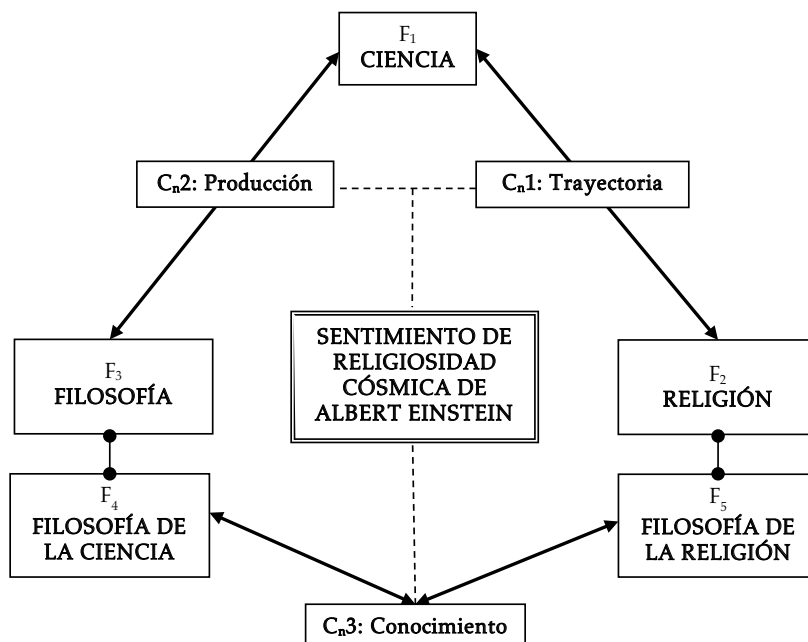 F₁
CIENCIA
Cₙ2: Producción
Cₙ1: Trayectoria
SENTIMIENTO DE
RELIGIOSIDAD
CÓSMICA DE
ALBERT EINSTEIN
F₃
FILOSOFÍA
F₂
RELIGIÓN
F₄
FILOSOFÍA DE
LA CIENCIA
F₅
FILOSOFÍA DE
LA RELIGIÓN
Cₙ3: Conocimiento